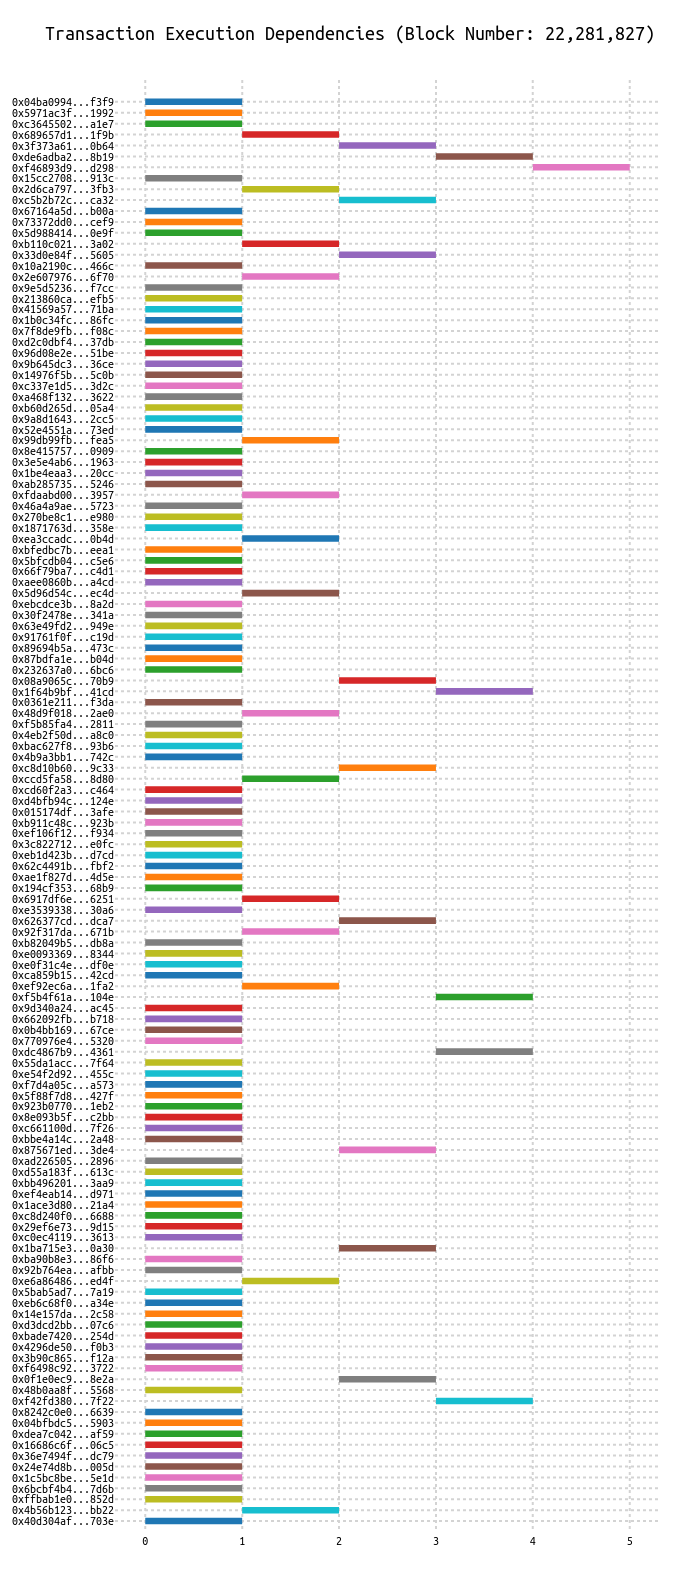 Transaction Execution Dependencies (Block Number: 22,281,827)
0x04ba0994...f3f9
0x5971ac3f...1992
0xc3645502...a1e7
0x689657d1...1f9b
0x3f373a61...0b64
0xde6adba2...8b19
0xf46893d9...d298
0x15cc2708...913c
0x2d6ca797...3fb3
0xc5b2b72c...ca32
0x67164a5d...b00a
0x73372dd0...cef9
0x5d988414...0e9f
0xb110c021...3a02
0x33d0e84f...5605
0x10a2190c...466c
0x2e607976...6f70
0x9e5d5236...f7cc
0x213860ca...efb5
0x41569a57...71ba
0x1b0c34fc...86fc
0x7f8de9fb...f08c
0xd2c0dbf4...37db
0x96d08e2e...51be
0x9b645dc3...36ce
0x14976f5b...5c0b
0xc337e1d5...3d2c
0xa468f132...3622
0xb60d265d...05a4
0x9a8d1643...2cc5
0x52e4551a...73ed
0x99db99fb...fea5
0x8e415757...0909
0x3e5e4ab6...1963
0x1be4eaa3...20cc
0xab285735...5246
0xfdaabd00...3957
0x46a4a9ae...5723
0x270be8c1...e980
0x1871763d...358e
0xea3ccadc...0b4d
0xbfedbc7b...eea1
0x5bfcdb04...c5e6
0x66f79ba7...c4d1
0xaee0860b...a4cd
0x5d96d54c...ec4d
0xebcdce3b...8a2d
0x30f2478e...341a
0x63e49fd2...949e
0x91761f0f...c19d
0x89694b5a...473c
0x87bdfa1e...b04d
0x232637a0...6bc6
0x08a9065c...70b9
0x1f64b9bf...41cd
0x0361e211...f3da
0x48d9f018...2ae0
0xf5b85fa4...2811
0x4eb2f50d...a8c0
0xbac627f8...93b6
0x4b9a3bb1...742c
0xc8d10b60...9c33
0xccd5fa58...8d80
0xcd60f2a3...c464
0xd4bfb94c...124e
0x015174df...3afe
0xb911c48c...923b
0xef106f12...f934
0x3c822712...e0fc
0xeb1d423b...d7cd
0x62c4491b...fbf2
0xae1f827d...4d5e
0x194cf353...68b9
0x6917df6e...6251
0xe3539338...30a6
0x626377cd...dca7
0x92f317da...671b
0xb82049b5...db8a
0xe0093369...8344
0xe0f31c4e...df0e
0xca859b15...42cd
0xef92ec6a...1fa2
0xf5b4f61a...104e
0x9d340a24...ac45
0x662092fb...b718
0x0b4bb169...67ce
0x770976e4...5320
0xdc4867b9...4361
0x55da1acc...7f64
0xe54f2d92...455c
0xf7d4a05c...a573
0x5f88f7d8...427f
0x923b0770...1eb2
0x8e093b5f...c2bb
0xc661100d...7f26
0xbbe4a14c...2a48
0x875671ed...3de4
0xad226505...2896
0xd55a183f...613c
0xbb496201...3aa9
0xef4eab14...d971
0x1ace3d80...21a4
0xc8d240f0...6688
0x29ef6e73...9d15
0xc0ec4119...3613
0x1ba715e3...0a30
0xba90b8e3...86f6
0x92b764ea...afbb
0xe6a86486...ed4f
0x5bab5ad7...7a19
0xeb6c68f0...a34e
0x14e157da...2c58
0xd3dcd2bb...07c6
0xbade7420...254d
0x4296de50...f0b3
0x3b90c865...f12a
0xf6498c92...3722
0x0f1e0ec9...8e2a
0x48b0aa8f...5568
0xf42fd380...7f22
0x8242c0e0...6639
0x04bfbdc5...5903
0xdea7c042...af59
0x16686c6f...06c5
0x36e7494f...dc79
0x24e74d8b...005d
0x1c5bc8be...5e1d
0x6bcbf4b4...7d6b
0xffbab1e0...852d
0x4b56b123...bb22
0x40d304af...703e
0 1 2 3 4 5